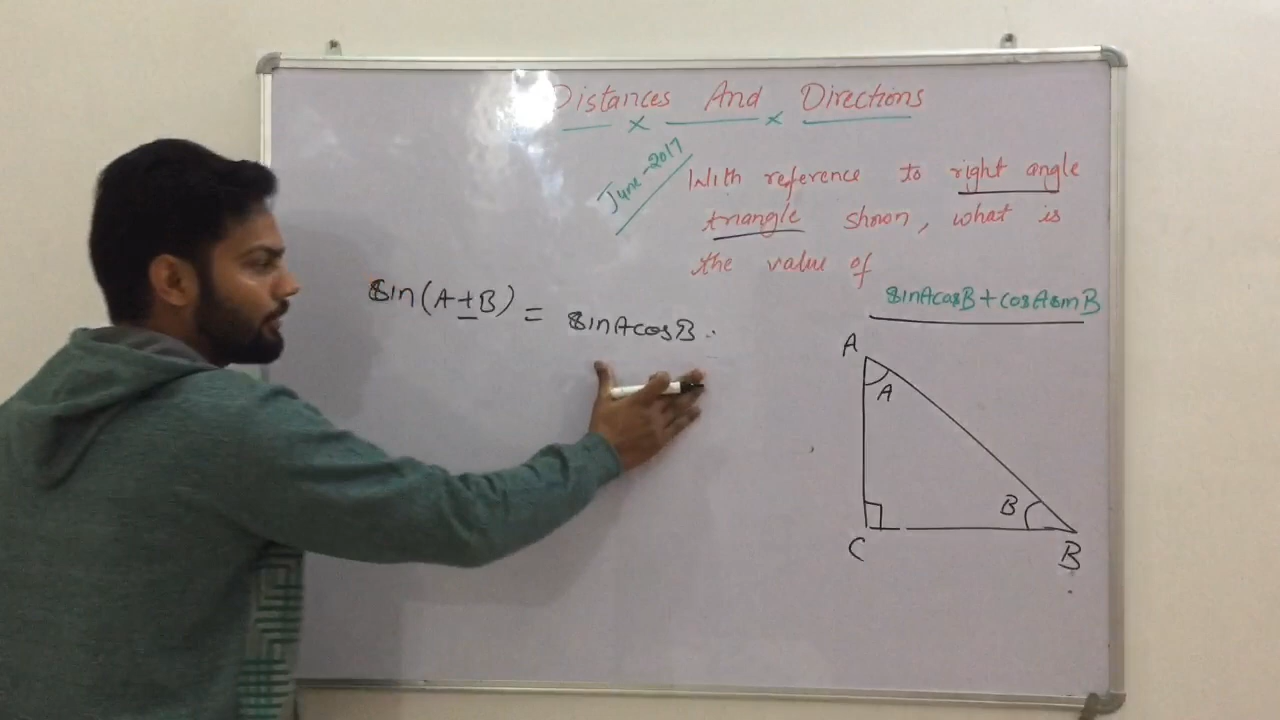 Distances And Directions
x x
June-2017
With reference to right angle
triangle shown, what is
the value of
sinAcosB+cosAsinB
sin(A±B) = sinAcosB
A
A
B
C
B